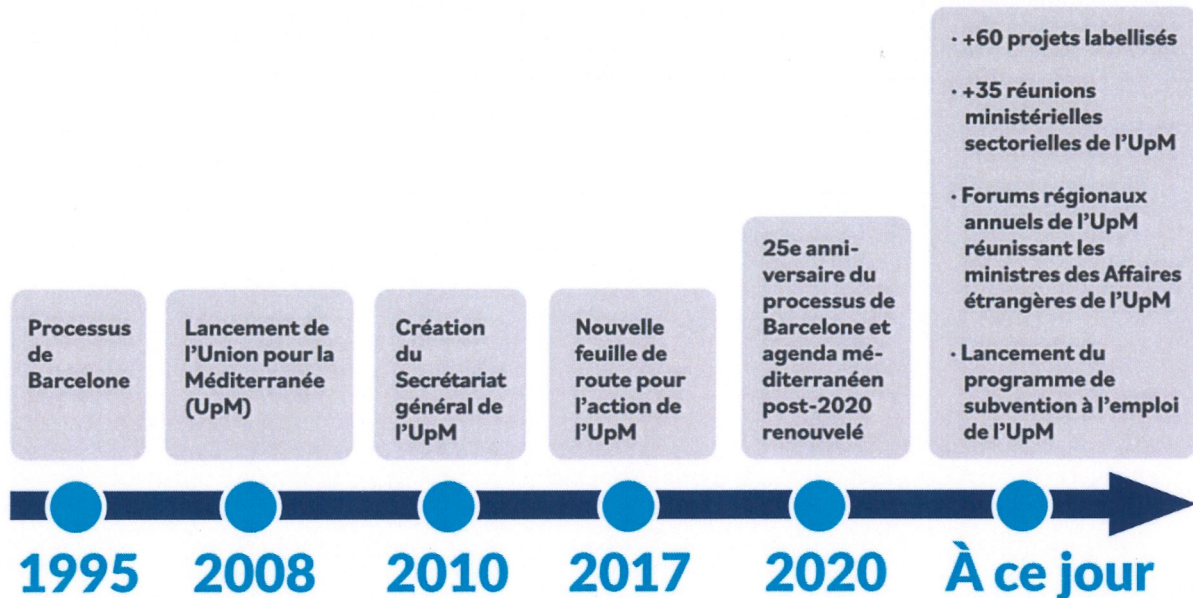 Processus
de
Barcelone
Lancement de
l'Union pour la
Méditerranée
(UpM)
Création
du
Secrétariat
général de
l'UpM
Nouvelle
feuille de
route pour
l'action de
l'UpM
25e anni-
versaire du
processus de
Barcelone et
agenda mé-
diterranéen
post-2020
renouvelé
· +60 projets labellisés
· +35 réunions
ministérielles
sectorielles de l'UpM
· Forums régionaux
annuels de l'UpM
réunissant les
ministres des Affaires
étrangères de l'UpM
· Lancement du
programme de
subvention à l'emploi
de l'UpM
1995
2008
2010
2017
2020
À ce jour